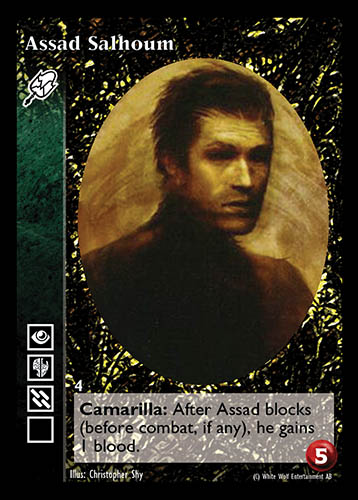 Assad Salhoum
4
Camarilla: After Assad blocks
(before combat, if any), he gains
1 blood.
5
Illus: Christopher Shy
(C) White Wolf Entertainment AB